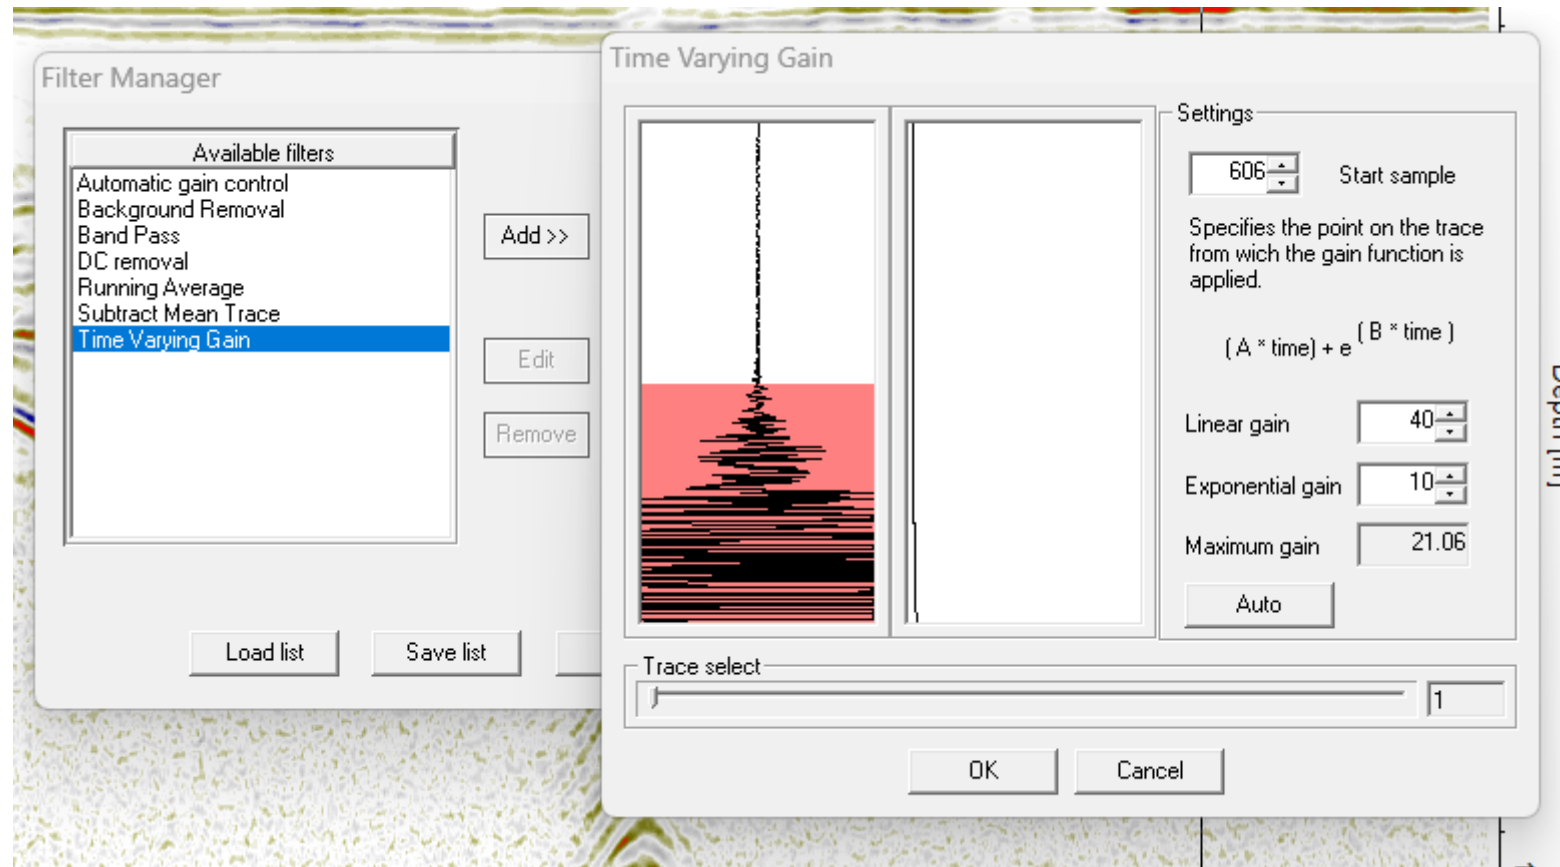 Filter Manager
Available filters
Automatic gain control
Background Removal
Band Pass
DC removal
Running Average
Subtract Mean Trace
Time Varying Gain
Add >>
Edit
Remove
Load list
Save list
Time Varying Gain
Settings
606
Start sample
Specifies the point on the trace
from wich the gain function is
applied.
( A * time) + e ( B * time )
Linear gain
40
Exponential gain
10
Maximum gain
21.06
Auto
Trace select
1
OK
Cancel